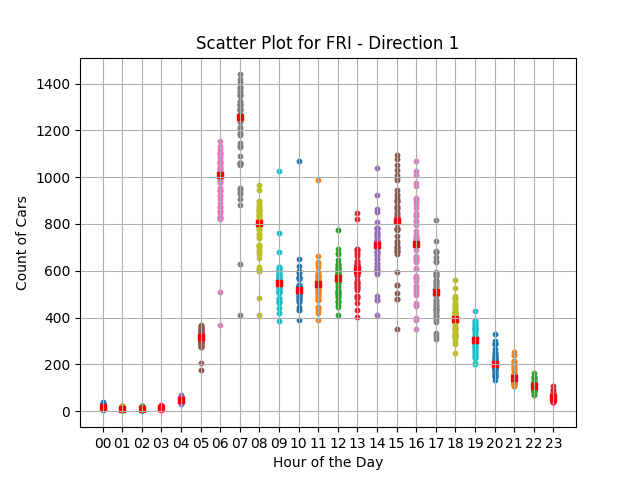 Scatter Plot for FRI - Direction 1
1400
1200
1000
800
600
400
200
0
Count of Cars
00 01 02 03 04 05 06 07 08 09 10 11 12 13 14 15 16 17 18 19 20 21 22 23
Hour of the Day